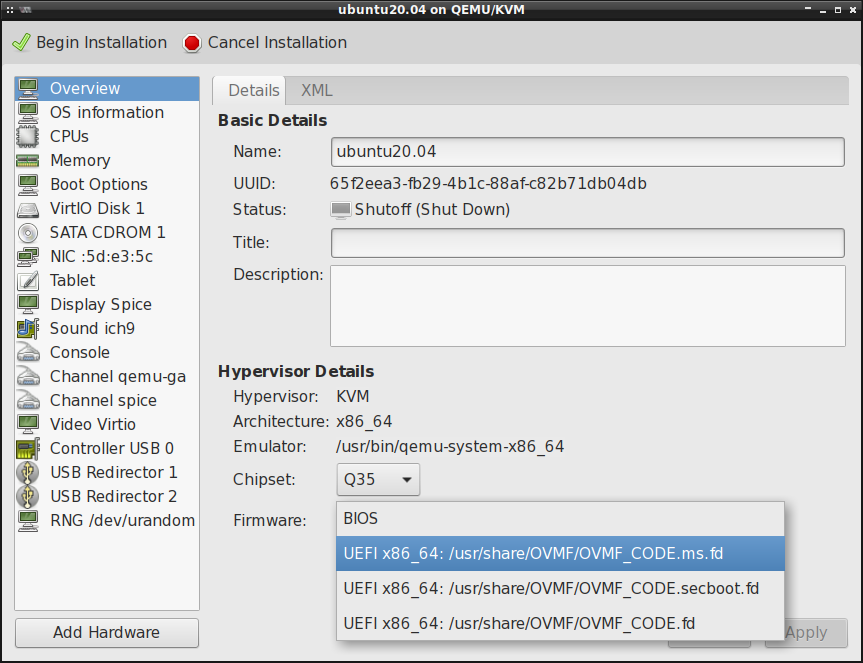 ubuntu20.04 on QEMU/KVM
Begin Installation
Cancel Installation
Overview
OS information
CPUs
Memory
Boot Options
VirtIO Disk 1
SATA CDROM 1
NIC :5d:e3:5c
Tablet
Display Spice
Sound ich9
Console
Channel qemu-ga
Channel spice
Video Virtio
Controller USB 0
USB Redirector 1
USB Redirector 2
RNG /dev/urandom
Add Hardware
Details
XML
Basic Details
Name: ubuntu20.04
UUID: 65f2eea3-fb29-4b1c-88af-c82b71db04db
Status: Shutoff (Shut Down)
Title:
Description:
Hypervisor Details
Hypervisor: KVM
Architecture: x86_64
Emulator: /usr/bin/qemu-system-x86_64
Chipset: Q35
Firmware:
BIOS
UEFI x86_64: /usr/share/OVMF/OVMF_CODE.ms.fd
UEFI x86_64: /usr/share/OVMF/OVMF_CODE.secboot.fd
UEFI x86_64: /usr/share/OVMF/OVMF_CODE.fd
Apply